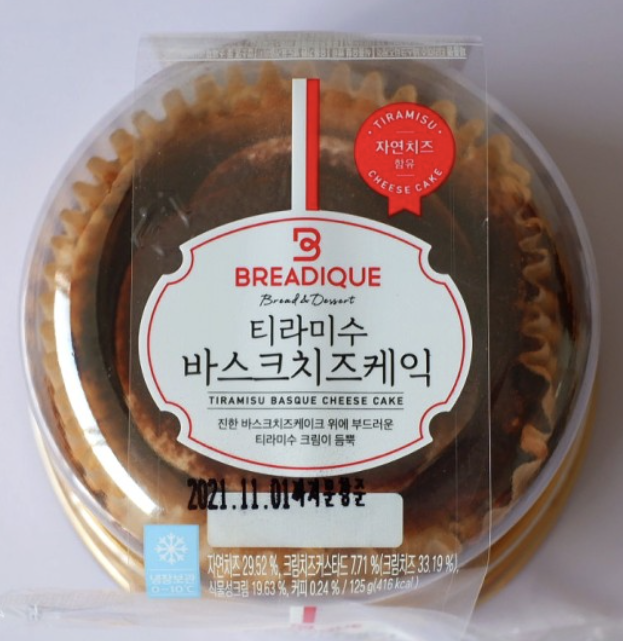 TIRAMISU
자연치즈
함유
CHEESE CAKE
BREADIQUE
Bread & Dessert
티라미수
바스크치즈케익
TIRAMISU BASQUE CHEESE CAKE
진한 바스크치즈케이크 위에 부드러운
티라미수 크림이 듬뿍
2021.11.01까지
냉장보관
0~10℃
자연치즈 29.52 %, 크림치즈커스타드 7.71 %(크림치즈 33.19 %),
식물성크림 19.63 %, 커피 0.24 % / 125 g(416 kcal)